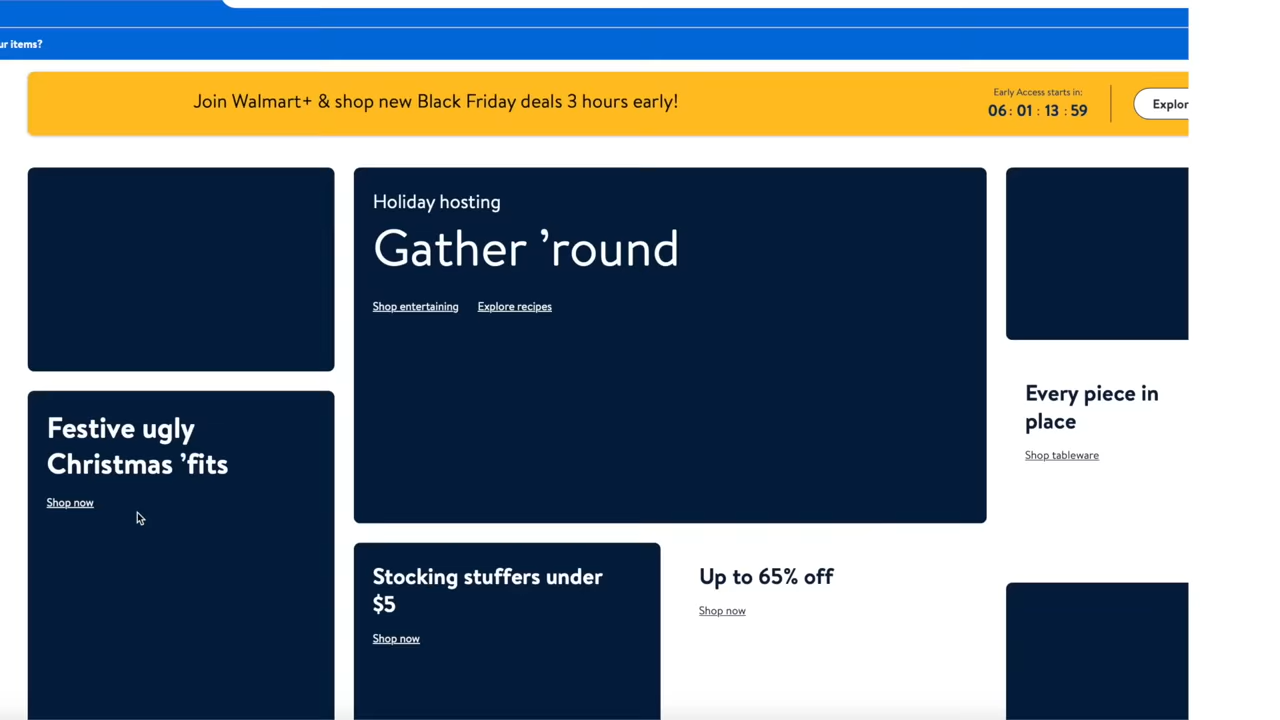 ur items?
Join Walmart+ & shop new Black Friday deals 3 hours early!
Early Access starts in:
06 : 01 : 13 : 59
Explor
Holiday hosting
Gather ’round
Shop entertaining Explore recipes
Festive ugly
Christmas ’fits
Shop now
Every piece in
place
Shop tableware
Stocking stuffers under
$5
Shop now
Up to 65% off
Shop now